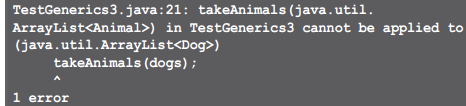 TestGenerics3.java:21: takeAnimals(java.util.
ArrayList<Animal>) in TestGenerics3 cannot be applied to
(java.util.ArrayList<Dog>)
takeAnimals(dogs);
^
1 error